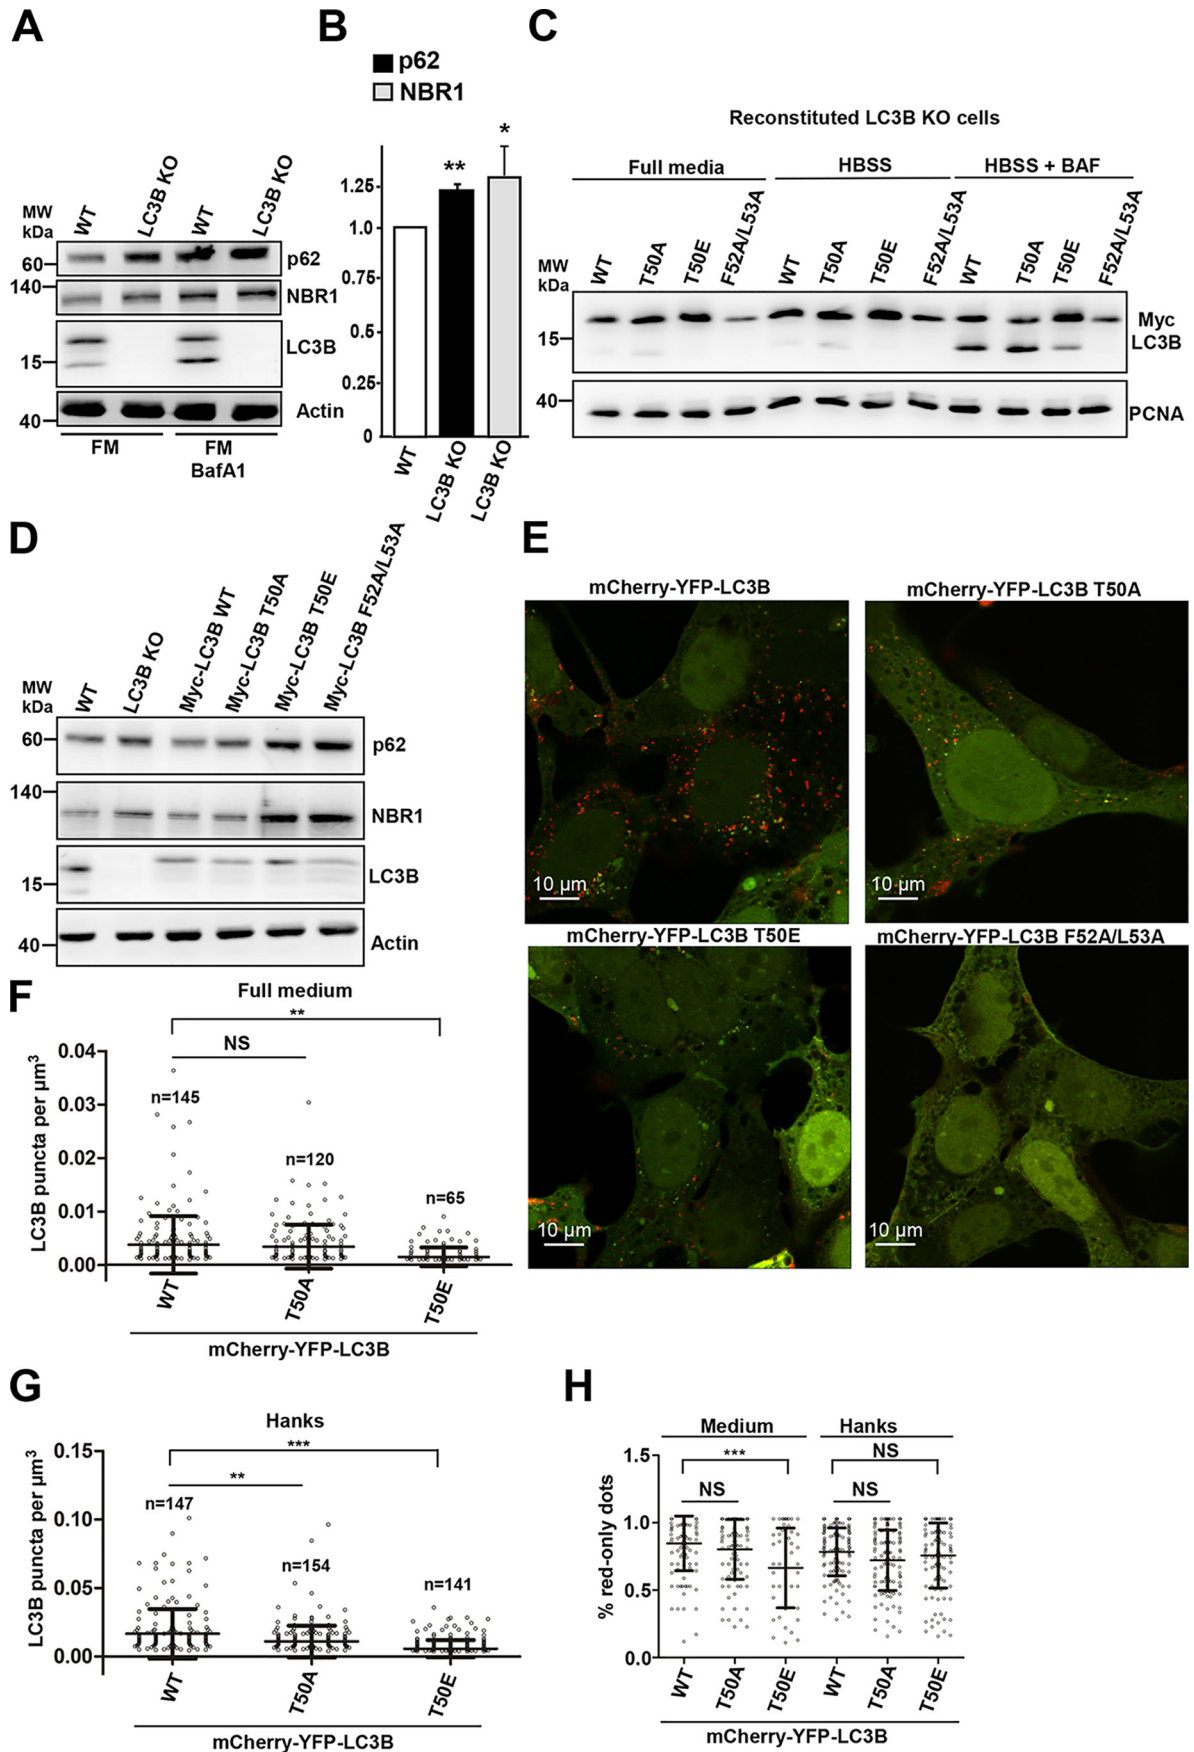 A
B
C
p62
NBR1
Reconstituted LC3B KO cells
Full media
HBSS
HBSS + BAF
MW
kDa
WT
LC3B KO
WT
LC3B KO
60
p62
140
NBR1
LC3B
15
40
Actin
FM
FM
BafA1
**
*
1.25
1.0
0.75
0.5
0.25
0
WT
LC3B KO
LC3B KO
MW
kDa
WT
T50A
T50E
F52A/L53A
WT
T50A
T50E
F52A/L53A
WT
T50A
T50E
F52A/L53A
15
Myc
LC3B
40
PCNA
D
MW
kDa
WT
LC3B KO
Myc-LC3B WT
Myc-LC3B T50A
Myc-LC3B T50E
Myc-LC3B F52A/L53A
60
p62
140
NBR1
15
LC3B
40
Actin
E
mCherry-YFP-LC3B
mCherry-YFP-LC3B T50A
10 µm
10 µm
mCherry-YFP-LC3B T50E
mCherry-YFP-LC3B F52A/L53A
10 µm
10 µm
F
Full medium
**
NS
LC3B puncta per µm³
0.04
0.03
0.02
0.01
0.00
n=145
n=120
n=65
WT
T50A
T50E
mCherry-YFP-LC3B
G
Hanks
***
**
LC3B puncta per µm³
0.15
0.10
0.05
0.00
n=147
n=154
n=141
WT
T50A
T50E
mCherry-YFP-LC3B
H
Medium
Hanks
***
NS
NS
NS
% red-only dots
1.5
1.0
0.5
0.0
WT
T50A
T50E
WT
T50A
T50E
mCherry-YFP-LC3B